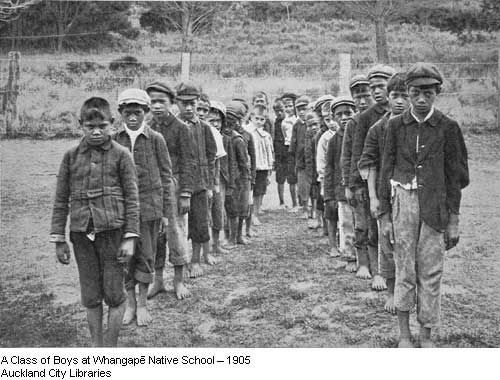 A Class of Boys at Whangapē Native School – 1905
Auckland City Libraries